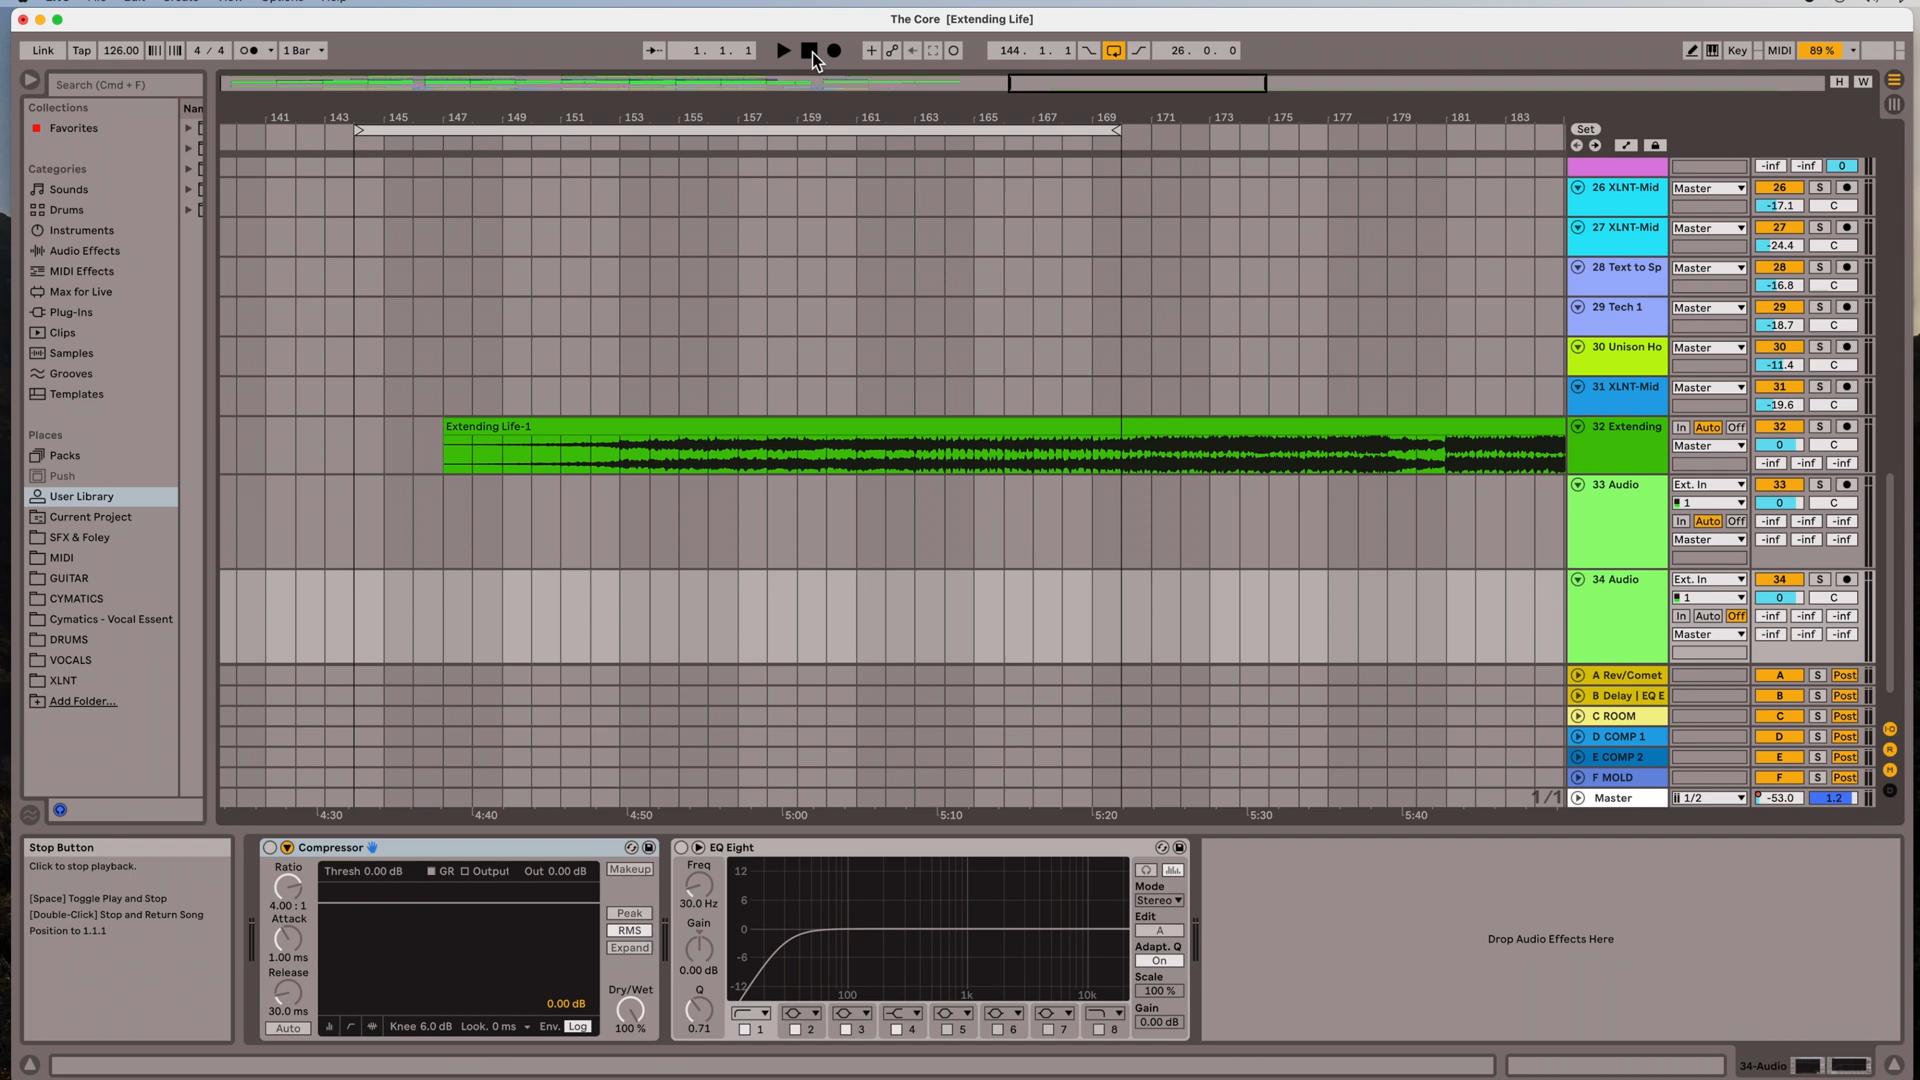 The Core  [Extending Life]
Link
Tap
126.00
4 / 4
1 Bar
1.  1.  1
144.  1.  1
26.  0.  0
Key
MIDI
89 %
Search (Cmd + F)
H
W
Collections
Favorites
Categories
Sounds
Drums
Instruments
Audio Effects
MIDI Effects
Max for Live
Plug-Ins
Clips
Samples
Grooves
Templates
Places
Packs
Push
User Library
Current Project
SFX & Foley
MIDI
GUITAR
CYMATICS
Cymatics - Vocal Essent
DRUMS
VOCALS
XLNT
Add Folder...
Nan
141 143 145 147 149 151 153 155 157 159 161 163 165 167 169 171 173 175 177 179 181 183
Set
-inf -inf 0
26 XLNT-Mid Master 26 S
-17.1 C
27 XLNT-Mid Master 27 S
-24.4 C
28 Text to Sp Master 28 S
-16.8 C
29 Tech 1 Master 29 S
-18.7 C
30 Unison Ho Master 30 S
-11.4 C
31 XLNT-Mid Master 31 S
-19.6 C
Extending Life-1
32 Extending In Auto Off 32 S
Master 0 C
-inf -inf -inf
33 Audio Ext. In 33 S
1 0 C
In Auto Off -inf -inf -inf
Master -inf -inf -inf
34 Audio Ext. In 34 S
1 0 C
In Auto Off -inf -inf -inf
Master -inf -inf -inf
A Rev/Comet A S Post
B Delay | EQ E B S Post
C ROOM C S Post
D COMP 1 D S Post
E COMP 2 E S Post
F MOLD F S Post
1/1
Master 1/2 -53.0 1.2
4:30 4:40 4:50 5:00 5:10 5:20 5:30 5:40
Stop Button
Click to stop playback.
[Space] Toggle Play and Stop
[Double-Click] Stop and Return Song
Position to 1.1.1
Compressor
Ratio
4.00 : 1
Attack
1.00 ms
Release
30.0 ms
Auto
Thresh 0.00 dB
GR
Output
Out 0.00 dB
0.00 dB
Knee 6.0 dB
Look. 0 ms
Env.
Log
Makeup
Peak
RMS
Expand
Dry/Wet
100 %
EQ Eight
Freq
30.0 Hz
Gain
0.00 dB
Q
0.71
12
6
0
-6
-12
100 1k 10k
1 2 3 4 5 6 7 8
Mode
Stereo
Edit
A
Adapt. Q
On
Scale
100 %
Gain
0.00 dB
Drop Audio Effects Here
34-Audio